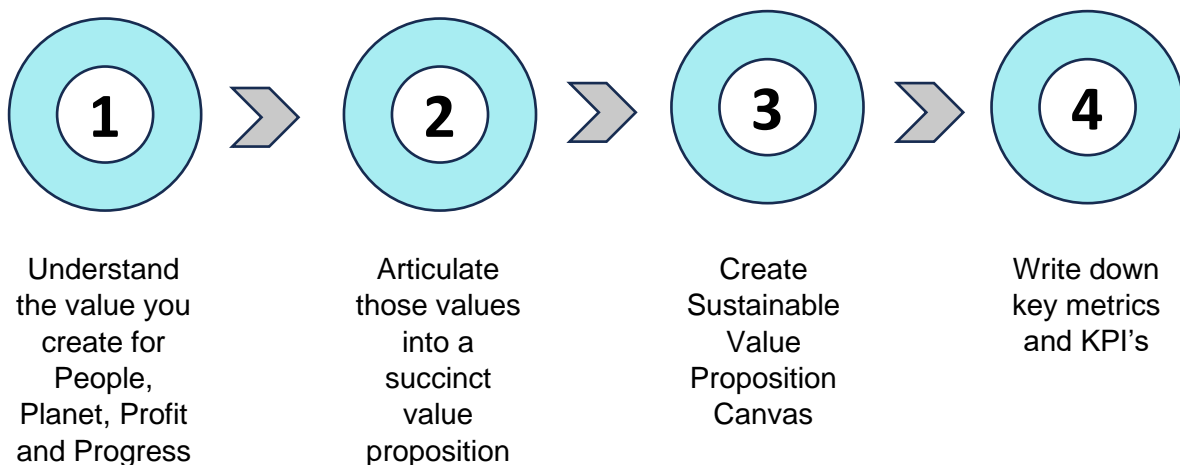 1
2
3
4
Understand
the value you
create for
People,
Planet, Profit
and Progress
Articulate
those values
into a
succinct
value
proposition
Create
Sustainable
Value
Proposition
Canvas
Write down
key metrics
and KPI’s